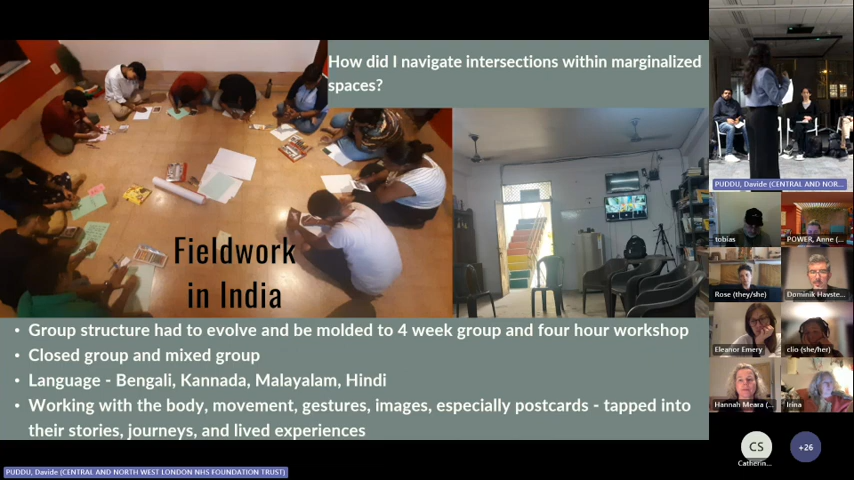 How did I navigate intersections within marginalized
spaces?
Fieldwork
in India
• Group structure had to evolve and be molded to 4 week group and four hour workshop
• Closed group and mixed group
• Language - Bengali, Kannada, Malayalam, Hindi
• Working with the body, movement, gestures, images, especially postcards - tapped into
their stories, journeys, and lived experiences
PUDDU, Davide (CENTRAL AND NORTH WEST LONDON NHS FOUNDATION TRUST)
PUDDU, Davide (CENTRAL AND NOR...
tobias
POWER, Anne (...
Rose (they/she)
Dominik Havste...
Eleanor Emery
clio (she/her)
Hannah Meara (...
Irina
CS
+26
Catherin...